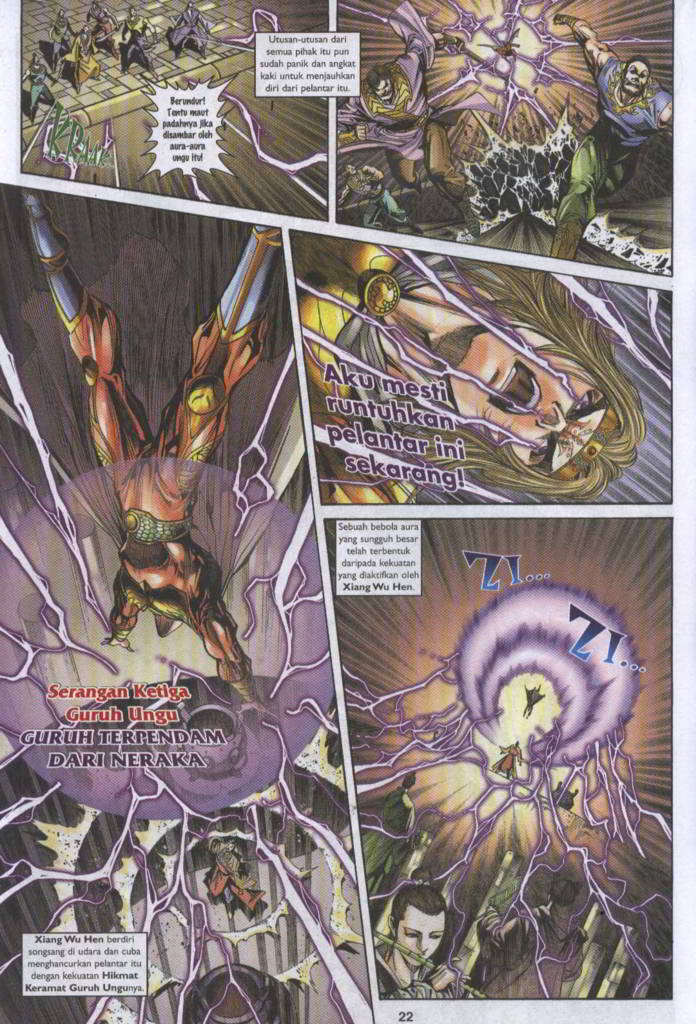 Utusan-utusan dari
semua pihak itu pun
sudah panik dan angkat
kaki untuk menjauhkan
diri dari pelantar itu.
Berundur!
Tentu maut
padahnya jika
disambar oleh
aura-aura
ungu itu!
Aku mesti
runtuhkan
pelantar ini
sekarang!
Serangan Ketiga
Guruh Ungu
GURUH TERPENDAM
DARI NERAKA
Xiang Wu Hen berdiri
songsang di udara dan cuba
menghancurkan pelantar itu
dengan kekuatan Hikmat
Keramat Guruh Ungunya.
Sebuah bebola aura
yang sungguh besar
telah terbentuk
daripada kekuatan
yang diaktifkan oleh
Xiang Wu Hen.
ZI...
ZI...
22